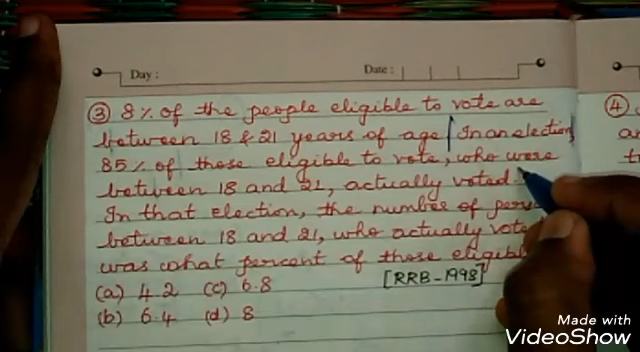 Day :
Date :
③ 8% of the people eligible to vote are
between 18 & 21 years of age | In an election,
85% of those eligible to vote, who were
between 18 and 21, actually voted.
In that election, the number of
between 18 and 21, who actually
was what percent of those
(a) 4.2 (c) 6.8 [RRB-1998]
(b) 6.4 (d) 8
④
Made with
VideoShow